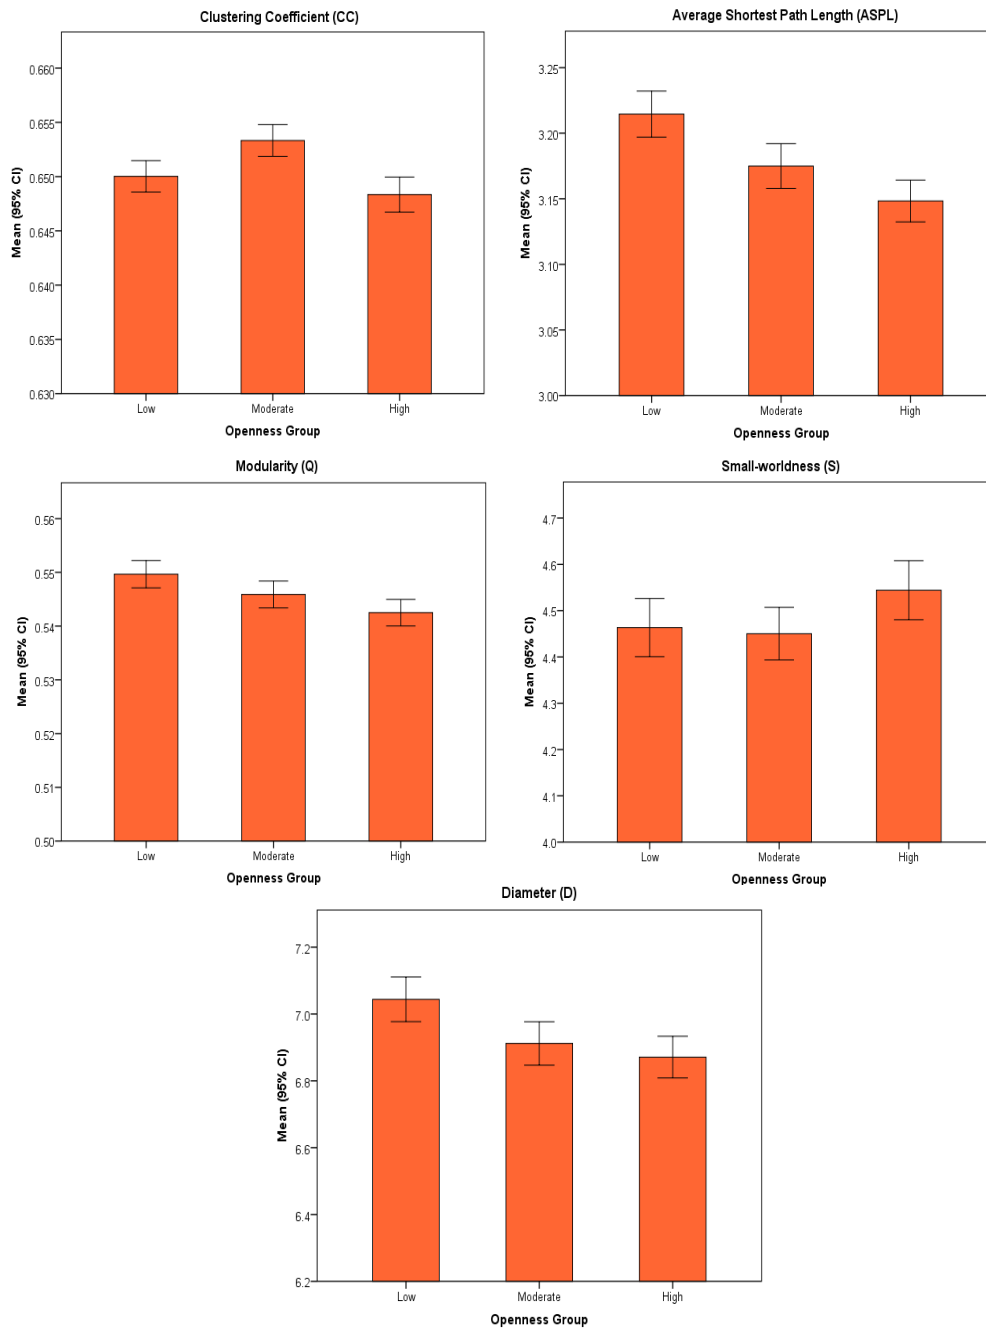 Clustering Coefficient (CC)
Mean (95% CI)
0.660
0.655
0.650
0.645
0.640
0.635
0.630
Low Moderate High
Openness Group
Average Shortest Path Length (ASPL)
Mean (95% CI)
3.25
3.20
3.15
3.10
3.05
3.00
Low Moderate High
Openness Group
Modularity (Q)
Mean (95% CI)
0.56
0.55
0.54
0.53
0.52
0.51
0.50
Low Moderate High
Openness Group
Small-worldness (S)
Mean (95% CI)
4.7
4.6
4.5
4.4
4.3
4.2
4.1
4.0
Low Moderate High
Openness Group
Diameter (D)
Mean (95% CI)
7.2
7.0
6.8
6.6
6.4
6.2
Low Moderate High
Openness Group